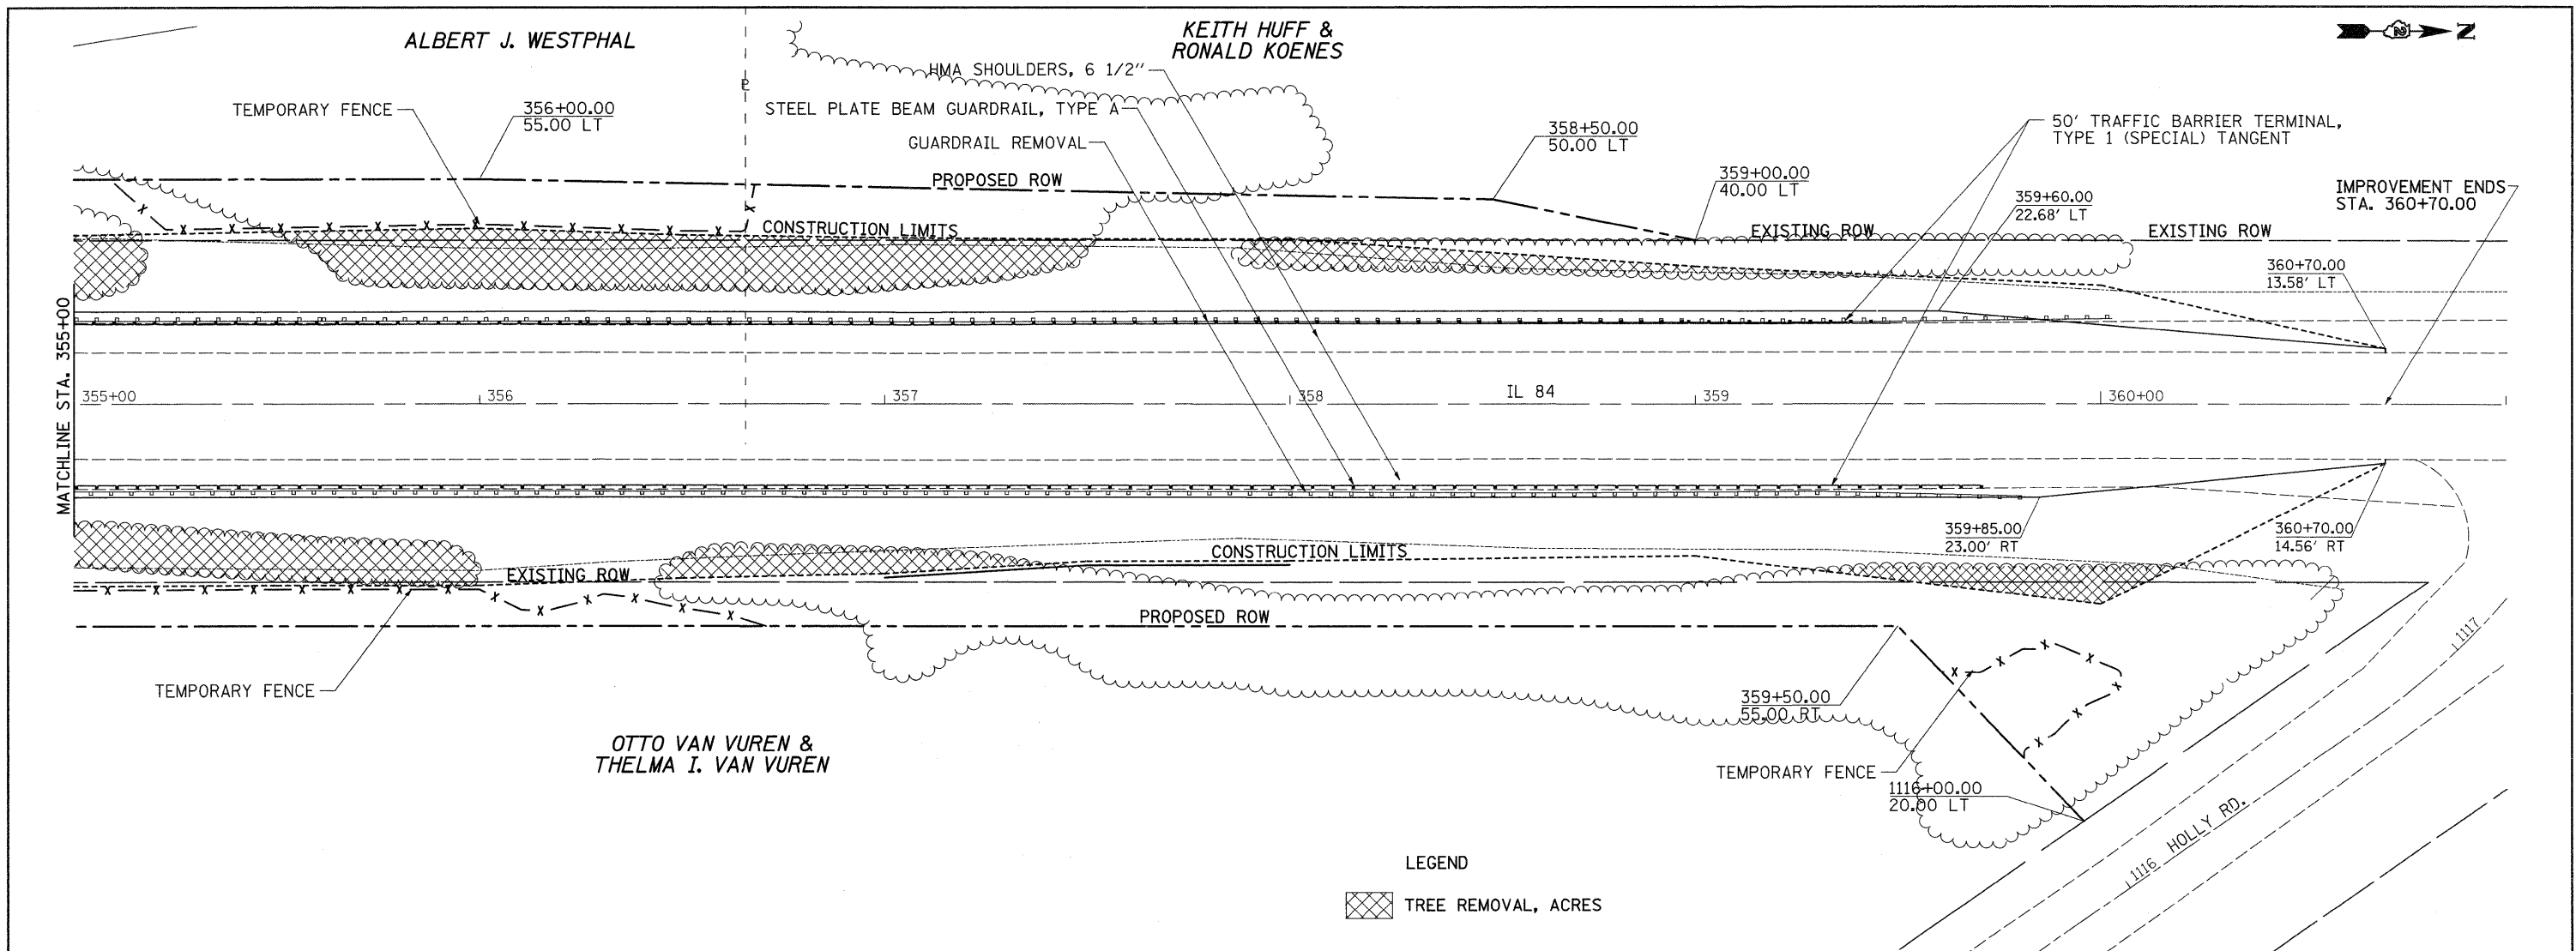 ALBERT J. WESTPHAL
KEITH HUFF &
RONALD KOENES
N
HMA SHOULDERS, 6 1/2"
TEMPORARY FENCE
356+00.00
55.00 LT
STEEL PLATE BEAM GUARDRAIL, TYPE A
GUARDRAIL REMOVAL
358+50.00
50.00 LT
50' TRAFFIC BARRIER TERMINAL,
TYPE 1 (SPECIAL) TANGENT
PROPOSED ROW
359+00.00
40.00 LT
359+60.00
22.68' LT
IMPROVEMENT ENDS
STA. 360+70.00
CONSTRUCTION LIMITS
EXISTING ROW
EXISTING ROW
360+70.00
13.58' LT
MATCHLINE STA. 355+00
355+00
356
357
358
IL 84
359
360+00
359+85.00
23.00' RT
360+70.00
14.56' RT
CONSTRUCTION LIMITS
EXISTING ROW
PROPOSED ROW
1117
TEMPORARY FENCE
359+50.00
55.00 RT
OTTO VAN VUREN &
THELMA I. VAN VUREN
TEMPORARY FENCE
1116+00.00
20.00 LT
1116 HOLLY RD.
LEGEND
TREE REMOVAL, ACRES